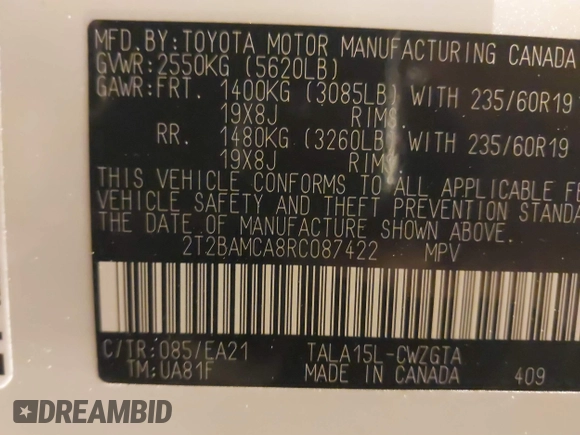 MFD.BY:TOYOTA MOTOR MANUFACTURING CANADA
GVWR:2550KG (5620LB)
GAWR:FRT. 1400KG (3085LB) WITH 235/60R19
19X8J RIMS.
RR. 1480KG (3260LB) WITH 235/60R19
19X8J RIMS.
THIS VEHICLE CONFORMS TO ALL APPLICABLE
VEHICLE SAFETY AND THEFT PREVENTION
THE DATE OF MANUFACTURE SHOWN ABOVE.
2T2BAMCA8RC087422 MPV
C/TR:085/EA21 TALA15L-CWZGTA
TM:UA81F MADE IN CANADA 409
DREAMBID